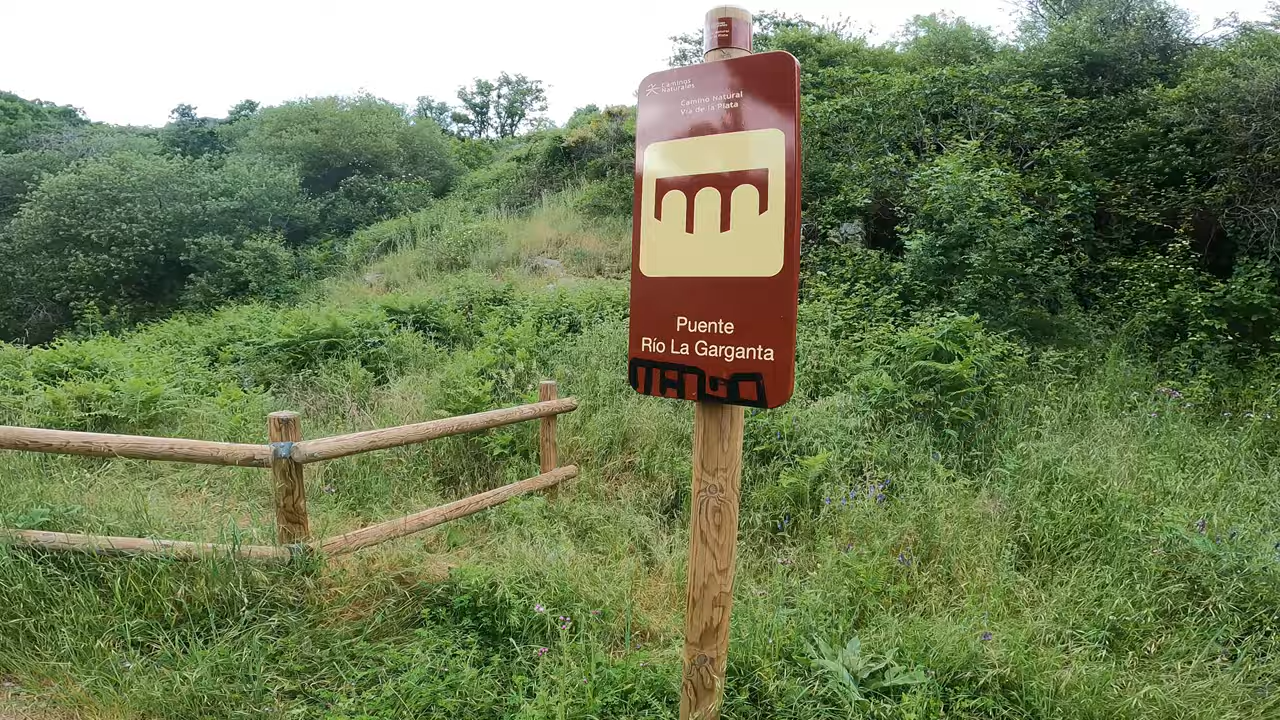 Caminos
Naturales
Camino Natural
Vía de la Plata
Puente
Río La Garganta